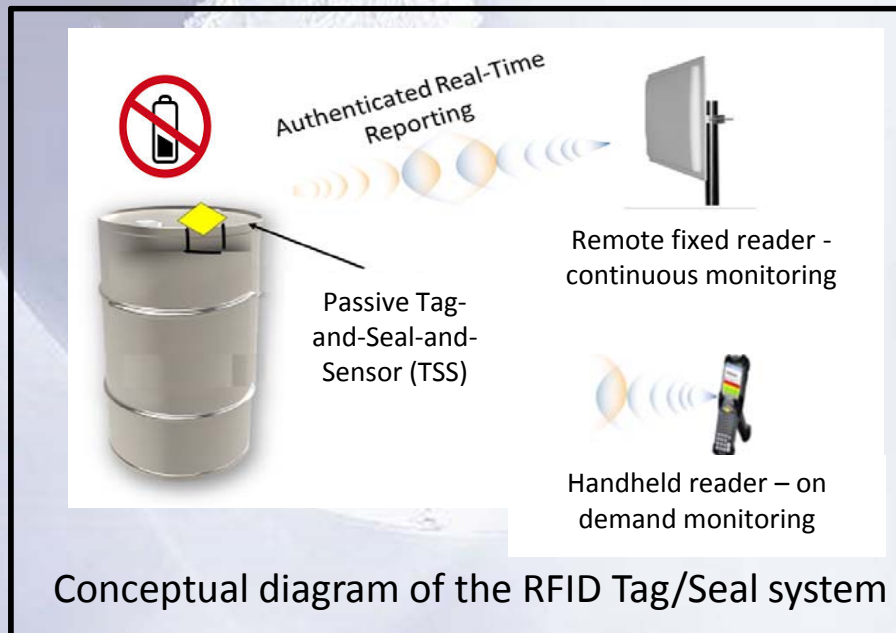 Authenticated Real-Time
Reporting
Remote fixed reader -
continuous monitoring
Passive Tag-
and-Seal-and-
Sensor (TSS)
Handheld reader – on
demand monitoring
Conceptual diagram of the RFID Tag/Seal system